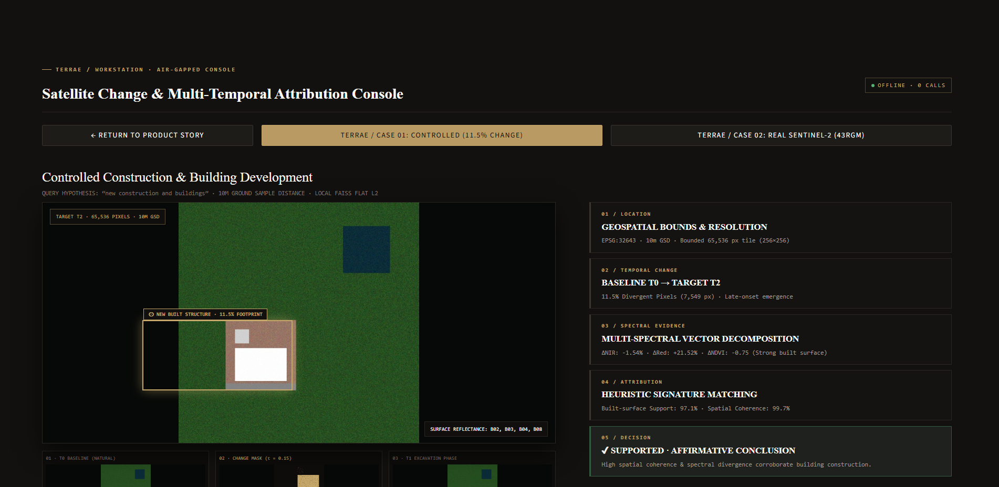 TERRAE / WORKSTATION · AIR-GAPPED CONSOLE
Satellite Change & Multi-Temporal Attribution Console
OFFLINE · 0 CALLS
← RETURN TO PRODUCT STORY
TERRAE / CASE 01: CONTROLLED (11.5% CHANGE)
TERRAE / CASE 02: REAL SENTINEL-2 (43RGM)
Controlled Construction & Building Development
QUERY HYPOTHESIS: “new construction and buildings” · 10M GROUND SAMPLE DISTANCE · LOCAL FAISS FLAT L2
TARGET T2 · 65,536 PIXELS · 10M GSD
NEW BUILT STRUCTURE · 11.5% FOOTPRINT
SURFACE REFLECTANCE: B02, B03, B04, B08
01 · T0 BASELINE (NATURAL)
02 · CHANGE MASK (τ = 0.15)
03 · T1 EXCAVATION PHASE
01 / LOCATION
GEOSPATIAL BOUNDS & RESOLUTION
EPSG:32643 · 10m GSD · Bounded 65,536 px tile (256×256)
02 / TEMPORAL CHANGE
BASELINE T0 → TARGET T2
11.5% Divergent Pixels (7,549 px) · Late-onset emergence
03 / SPECTRAL EVIDENCE
MULTI-SPECTRAL VECTOR DECOMPOSITION
ΔNIR: -1.54% · ΔRed: +21.52% · ΔNDVI: -0.75 (Strong built surface)
04 / ATTRIBUTION
HEURISTIC SIGNATURE MATCHING
Built-surface Support: 97.1% · Spatial Coherence: 99.7%
05 / DECISION
✓ SUPPORTED · AFFIRMATIVE CONCLUSION
High spatial coherence & spectral divergence corroborate building construction.